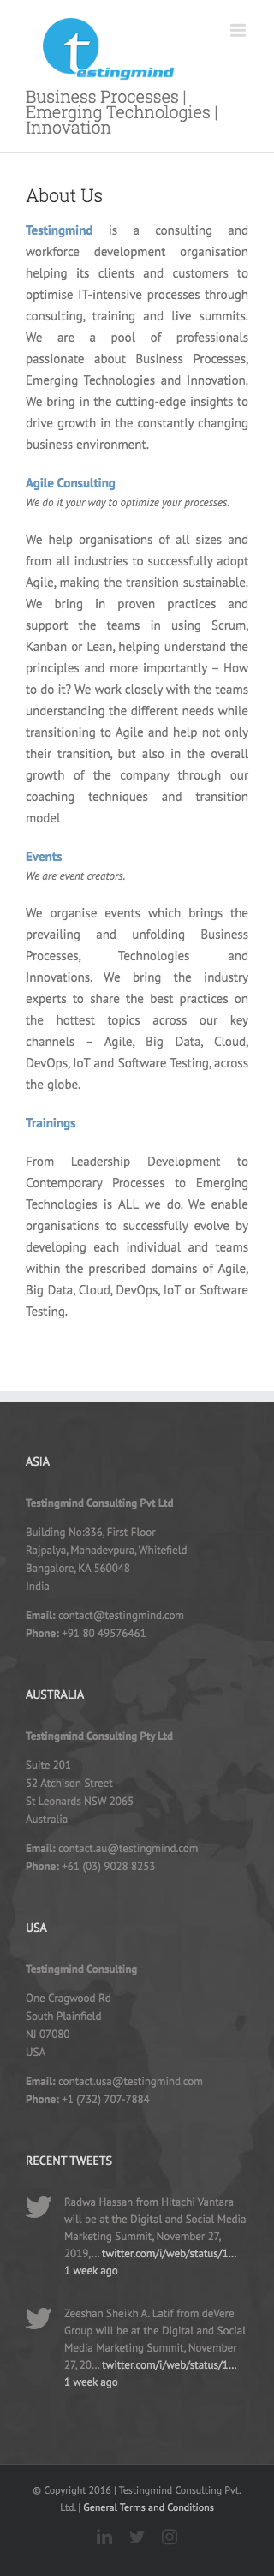 testingmind
Business Processes |
Emerging Technologies |
Innovation
About Us
Testingmind is a consulting and
workforce development organisation
helping its clients and customers to
optimise IT-intensive processes through
consulting, training and live summits.
We are a pool of professionals
passionate about Business Processes,
Emerging Technologies and Innovation.
We bring in the cutting-edge insights to
drive growth in the constantly changing
business environment.
Agile Consulting
We do it your way to optimize your processes.
We help organisations of all sizes and
from all industries to successfully adopt
Agile, making the transition sustainable.
We bring in proven practices and
support the teams in using Scrum,
Kanban or Lean, helping understand the
principles and more importantly – How
to do it? We work closely with the teams
understanding the different needs while
transitioning to Agile and help not only
their transition, but also in the overall
growth of the company through our
coaching techniques and transition
model
Events
We are event creators.
We organise events which brings the
prevailing and unfolding Business
Processes, Technologies and
Innovations. We bring the industry
experts to share the best practices on
the hottest topics across our key
channels – Agile, Big Data, Cloud,
DevOps, IoT and Software Testing, across
the globe.
Trainings
From Leadership Development to
Contemporary Processes to Emerging
Technologies is ALL we do. We enable
organisations to successfully evolve by
developing each individual and teams
within the prescribed domains of Agile,
Big Data, Cloud, DevOps, IoT or Software
Testing.
ASIA
Testingmind Consulting Pvt Ltd
Building No:836, First Floor
Rajpalya, Mahadevpura, Whitefield
Bangalore, KA 560048
India
Email: contact@testingmind.com
Phone: +91 80 49576461
AUSTRALIA
Testingmind Consulting Pty Ltd
Suite 201
52 Atchison Street
St Leonards NSW 2065
Australia
Email: contact.au@testingmind.com
Phone: +61 (03) 9028 8253
USA
Testingmind Consulting
One Cragwood Rd
South Plainfield
NJ 07080
USA
Email: contact.usa@testingmind.com
Phone: +1 (732) 707-7884
RECENT TWEETS
Radwa Hassan from Hitachi Vantara
will be at the Digital and Social Media
Marketing Summit, November 27,
2019,… twitter.com/i/web/status/1…
1 week ago
Zeeshan Sheikh A. Latif from deVere
Group will be at the Digital and Social
Media Marketing Summit, November
27, 20… twitter.com/i/web/status/1…
1 week ago
© Copyright 2016 | Testingmind Consulting Pvt.
Ltd. | General Terms and Conditions